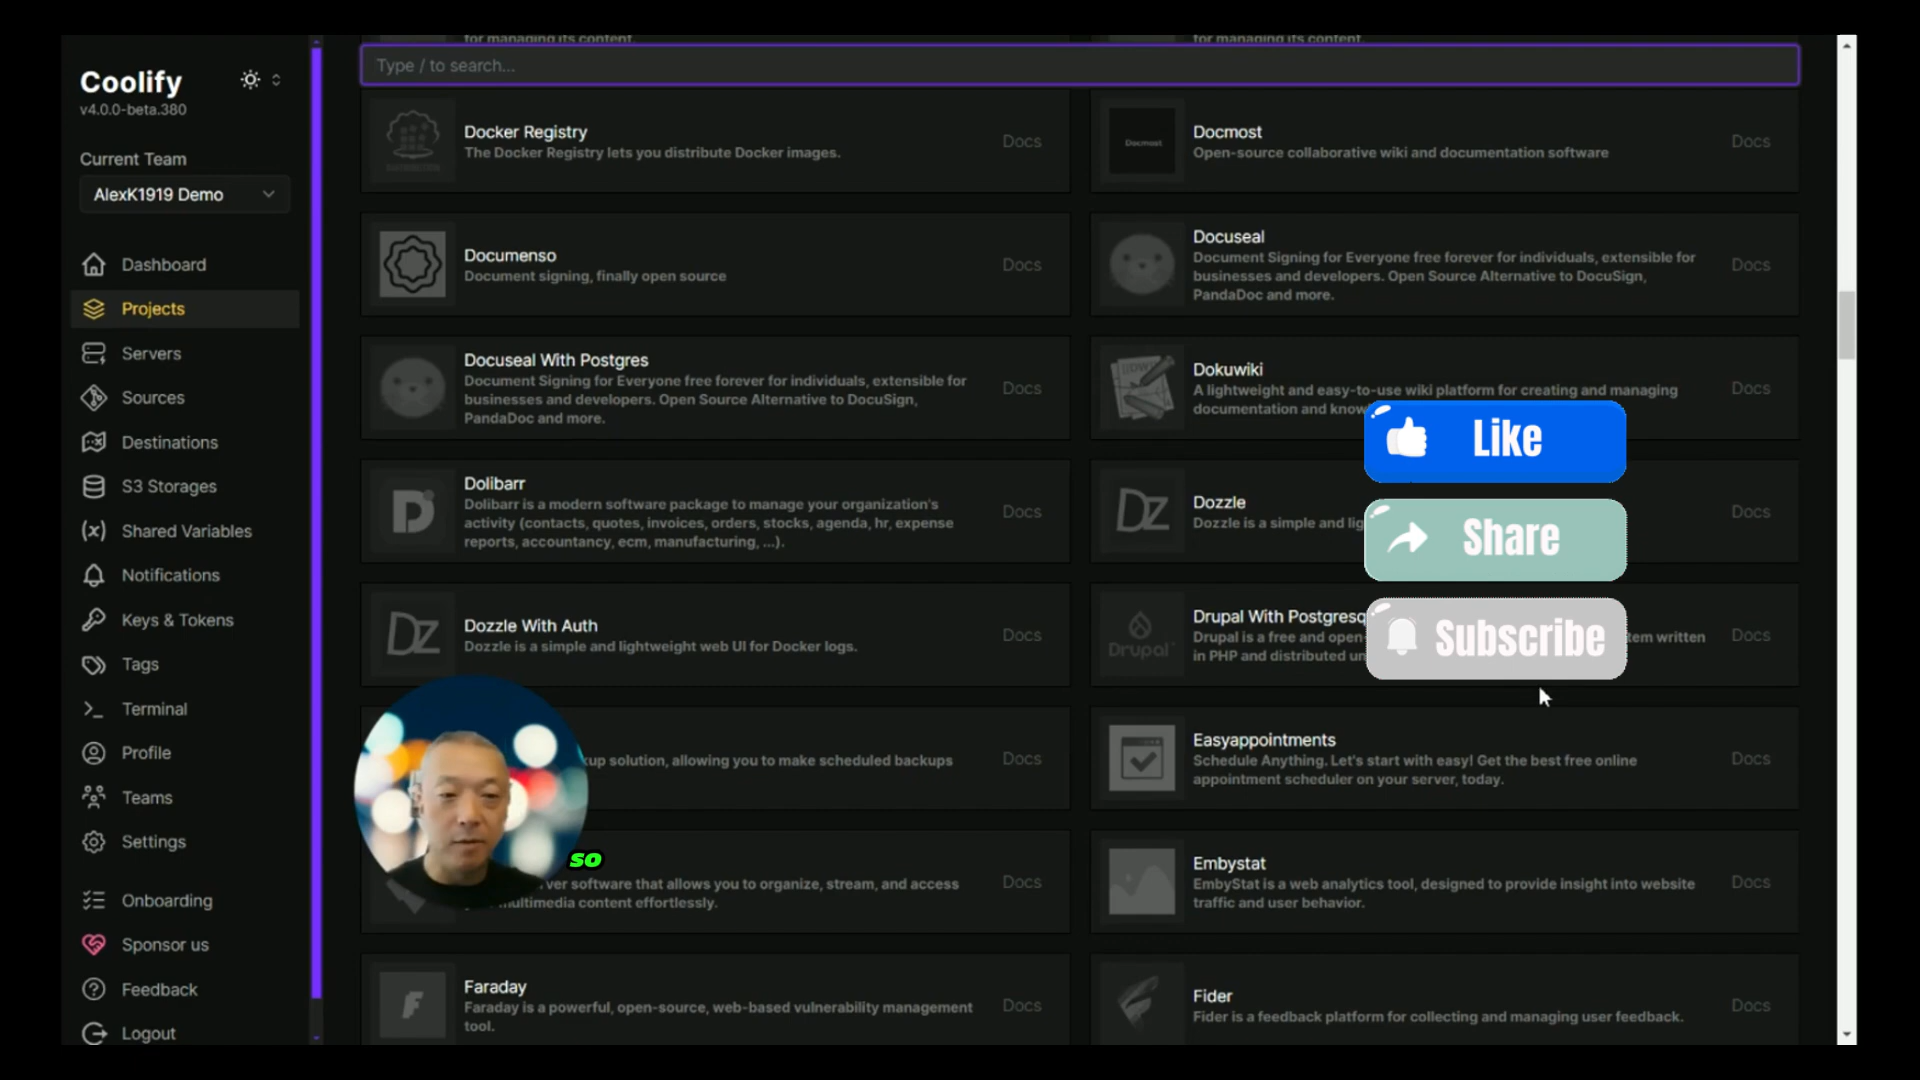 Coolify
v4.0.0-beta.380
Current Team
AlexK1919 Demo
Dashboard
Projects
Servers
Sources
Destinations
S3 Storages
Shared Variables
Notifications
Keys & Tokens
Tags
Terminal
Profile
Teams
Settings
Onboarding
Sponsor us
Feedback
Logout
for managing its content.
for managing its content.
Type / to search...
Docker Registry
The Docker Registry lets you distribute Docker images.
Docs
Docmost
Docmost
Open-source collaborative wiki and documentation software
Docs
Documenso
Document signing, finally open source
Docs
Docuseal
Document Signing for Everyone free forever for individuals, extensible for
businesses and developers. Open Source Alternative to DocuSign,
PandaDoc and more.
Docs
Docuseal With Postgres
Document Signing for Everyone free forever for individuals, extensible for
businesses and developers. Open Source Alternative to DocuSign,
PandaDoc and more.
Docs
Dokuwiki
A lightweight and easy-to-use wiki platform for creating and managing
documentation and know
Docs
Dolibarr
Dolibarr is a modern software package to manage your organization's
activity (contacts, quotes, invoices, orders, stocks, agenda, hr, expense
reports, accountancy, ecm, manufacturing, ...).
Docs
DZ
Dozzle
Dozzle is a simple and lig
Docs
DZ
Dozzle With Auth
Dozzle is a simple and lightweight web UI for Docker logs.
Docs
Drupal
Drupal With Postgresq
Drupal is a free and open- tem written
in PHP and distributed un
Docs
Like
Share
Subscribe
up solution, allowing you to make scheduled backups
Docs
Easyappointments
Schedule Anything. Let's start with easy! Get the best free online
appointment scheduler on your server, today.
Docs
so
ver software that allows you to organize, stream, and access
multimedia content effortlessly.
Docs
Embystat
EmbyStat is a web analytics tool, designed to provide insight into website
traffic and user behavior.
Docs
Faraday
Faraday is a powerful, open-source, web-based vulnerability management
tool.
Docs
Fider
Fider is a feedback platform for collecting and managing user feedback.
Docs